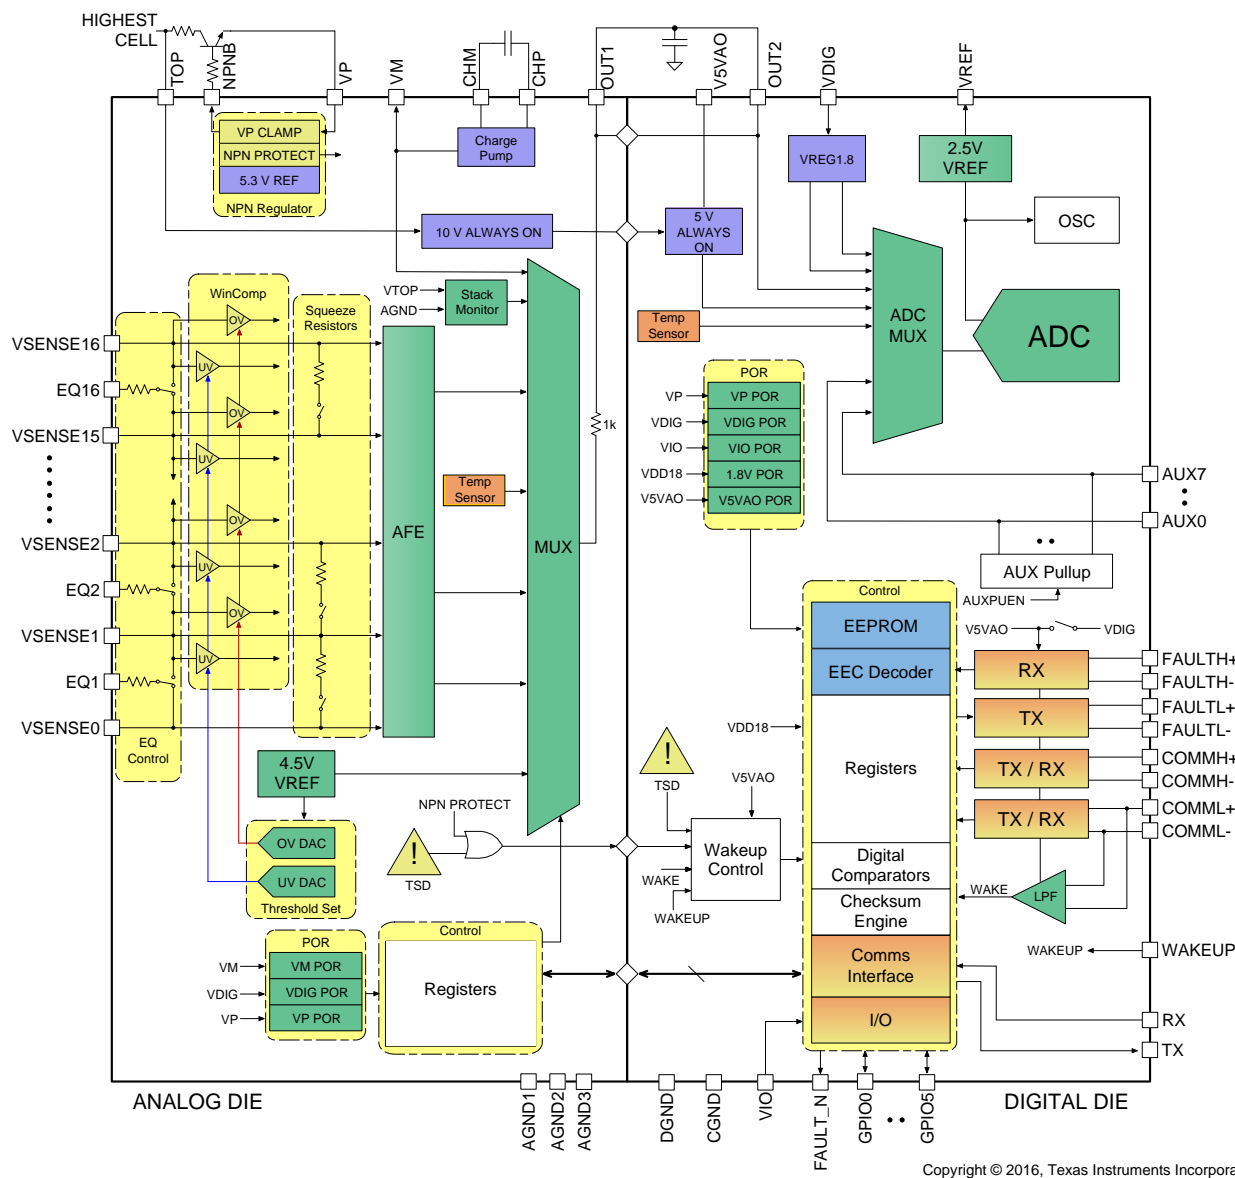 HIGHEST
CELL
TOP
NPNB
VP
VM
CHM
CHP
OUT1
V5VAO
OUT2
VDIG
VREF
VP CLAMP
NPN PROTECT
5.3 V REF
NPN Regulator
Charge
Pump
VREG1.8
2.5V
VREF
10 V ALWAYS ON
5 V
ALWAYS
ON
OSC
WinComp
Squeeze
Resistors
VTOP
AGND
Stack
Monitor
Temp
Sensor
ADC
MUX
ADC
OV
UV
OV
UV
OV
UV
OV
UV
VSENSE16
EQ16
VSENSE15
VSENSE2
EQ2
VSENSE1
EQ1
VSENSE0
EQ
Control
AFE
Temp
Sensor
MUX
1k
POR
VP
VP POR
VDIG
VDIG POR
VIO
VIO POR
VDD18
1.8V POR
V5VAO
V5VAO POR
AUX7
AUX0
AUX Pullup
AUXPUEN
V5VAO
VDIG
Control
EEPROM
EEC Decoder
Registers
Digital
Comparators
Checksum
Engine
Comms
Interface
I/O
VDD18
RX
TX
TX / RX
TX / RX
FAULTH+
FAULTH-
FAULTL+
FAULTL-
COMMH+
COMMH-
COMML+
COMML-
LPF
WAKE
WAKEUP
WAKEUP
RX
TX
4.5V
VREF
OV DAC
UV DAC
Threshold Set
NPN PROTECT
!
TSD
!
TSD
V5VAO
Wakeup
Control
WAKE
WAKEUP
POR
VM
VM POR
VDIG
VDIG POR
VP
VP POR
Control
Registers
ANALOG DIE
AGND1
AGND2
AGND3
DGND
CGND
VIO
FAULT_N
GPIO0
GPIO5
DIGITAL DIE
Copyright © 2016, Texas Instruments Incorpora